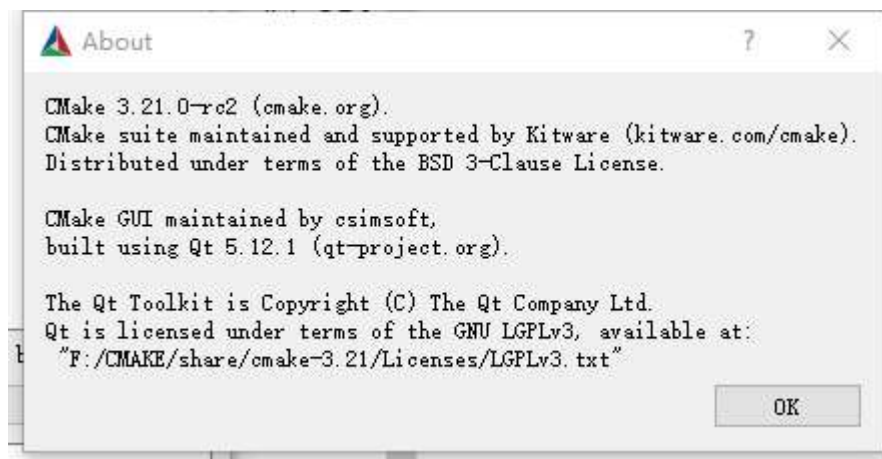 About
CMake 3.21.0-rc2 (cmake.org).
CMake suite maintained and supported by Kitware (kitware.com/cmake).
Distributed under terms of the BSD 3-Clause License.
CMake GUI maintained by csimsoft,
built using Qt 5.12.1 (qt-project.org).
The Qt Toolkit is Copyright (C) The Qt Company Ltd.
Qt is licensed under terms of the GNU LGPLv3, available at:
"F:/CMAKE/share/cmake-3.21/Licenses/LGPLv3.txt"
OK